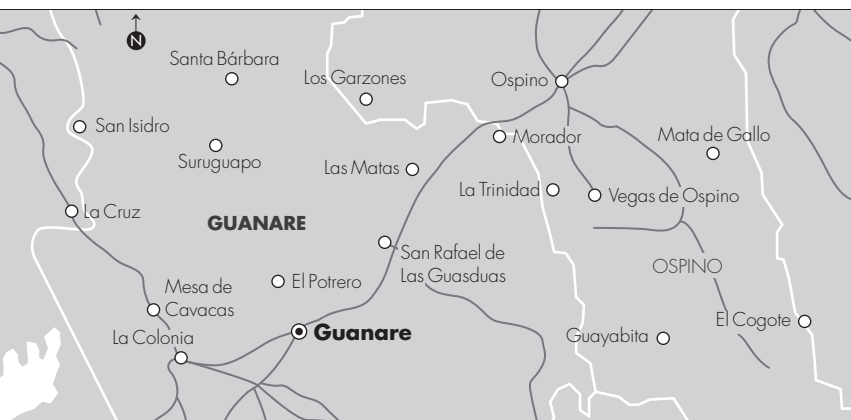 N
Santa Bárbara
Los Garzones
Ospino
San Isidro
Morador
Mata de Gallo
Suruguapo
Las Matas
La Trinidad
Vegas de Ospino
La Cruz
GUANARE
San Rafael de
Las Guasduas
OSPINO
Mesa de
Cavacas
El Potrero
La Colonia
Guanare
Guayabita
El Cogote